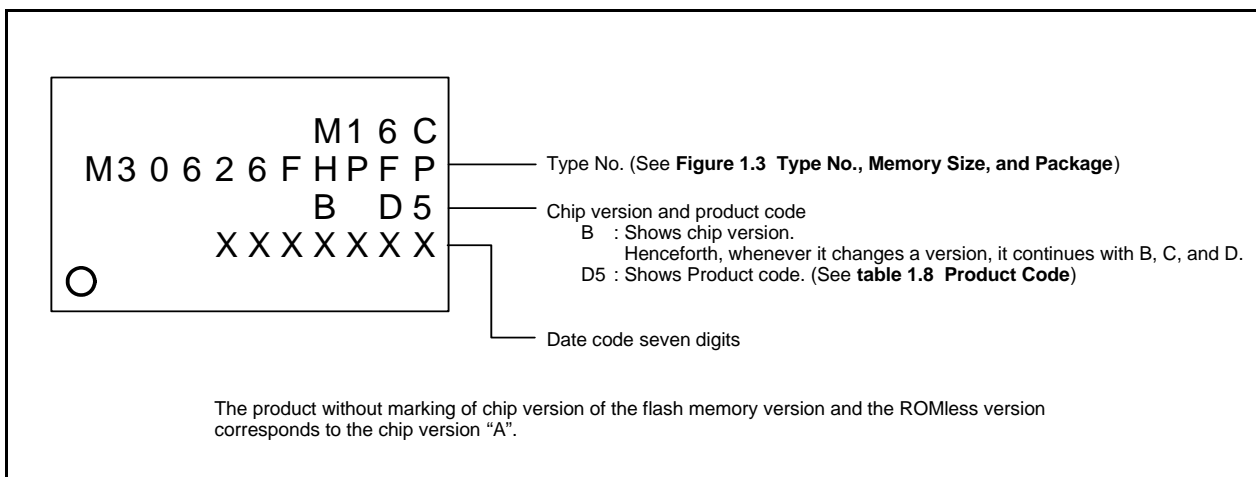 M16C
M30626FHPFP
B D5
XXXXXXX
Type No. (See Figure 1.3 Type No., Memory Size, and Package)
Chip version and product code
B : Shows chip version.
Henceforth, whenever it changes a version, it continues with B, C, and D.
D5 : Shows Product code. (See table 1.8 Product Code)
Date code seven digits
The product without marking of chip version of the flash memory version and the ROMless version
corresponds to the chip version “A”.